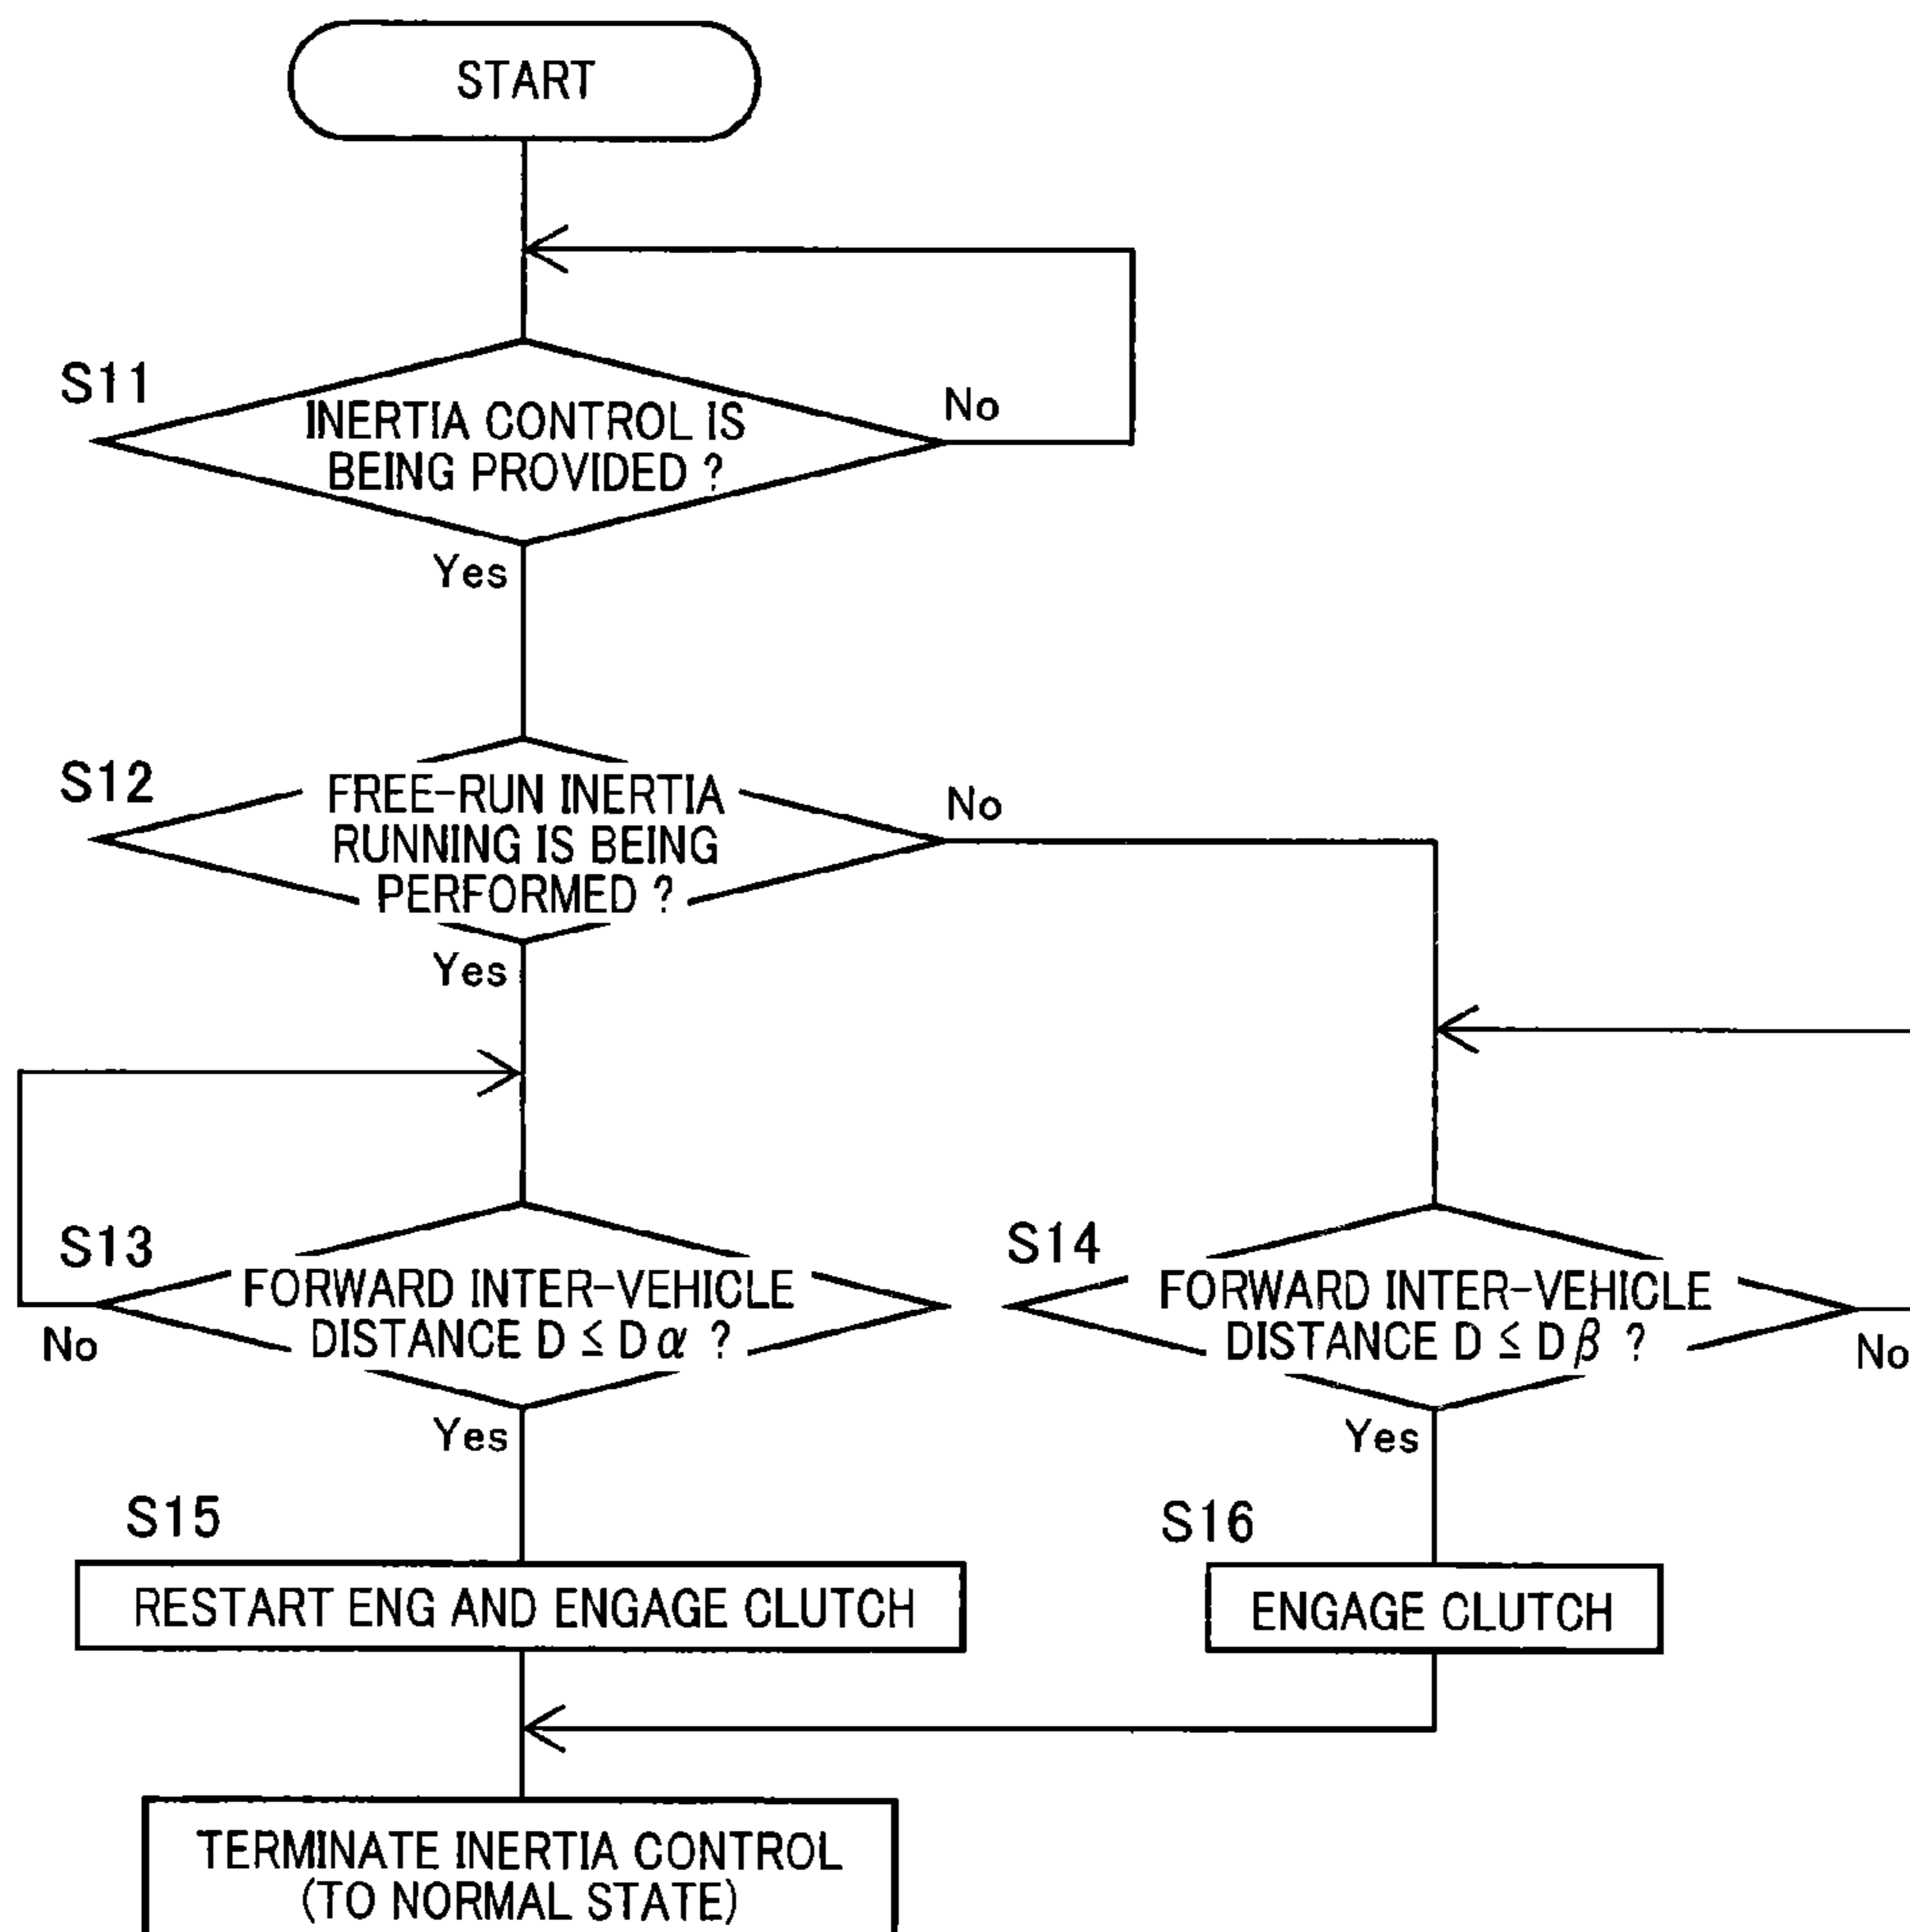 START
S11
INERTIA CONTROL IS
BEING PROVIDED ?
No
Yes
S12
FREE-RUN INERTIA
RUNNING IS BEING
PERFORMED ?
No
Yes
S13
FORWARD INTER-VEHICLE
DISTANCE D ≤ Dα ?
No
Yes
S14
FORWARD INTER-VEHICLE
DISTANCE D ≤ Dβ ?
No
Yes
S15
RESTART ENG AND ENGAGE CLUTCH
S16
ENGAGE CLUTCH
TERMINATE INERTIA CONTROL
(TO NORMAL STATE)